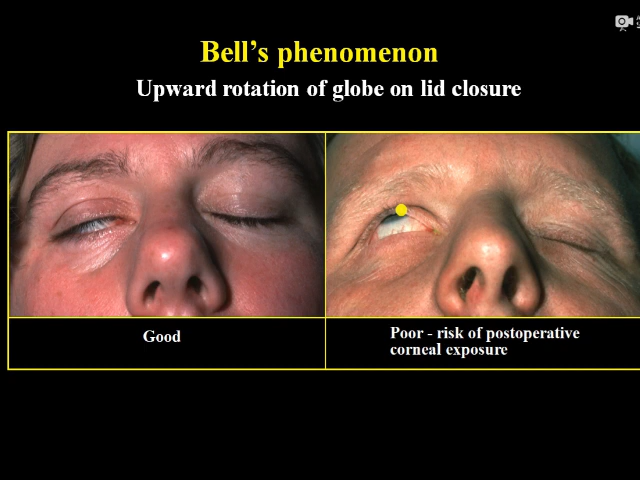 Bell's phenomenon
Upward rotation of globe on lid closure
Good
Poor - risk of postoperative
corneal exposure